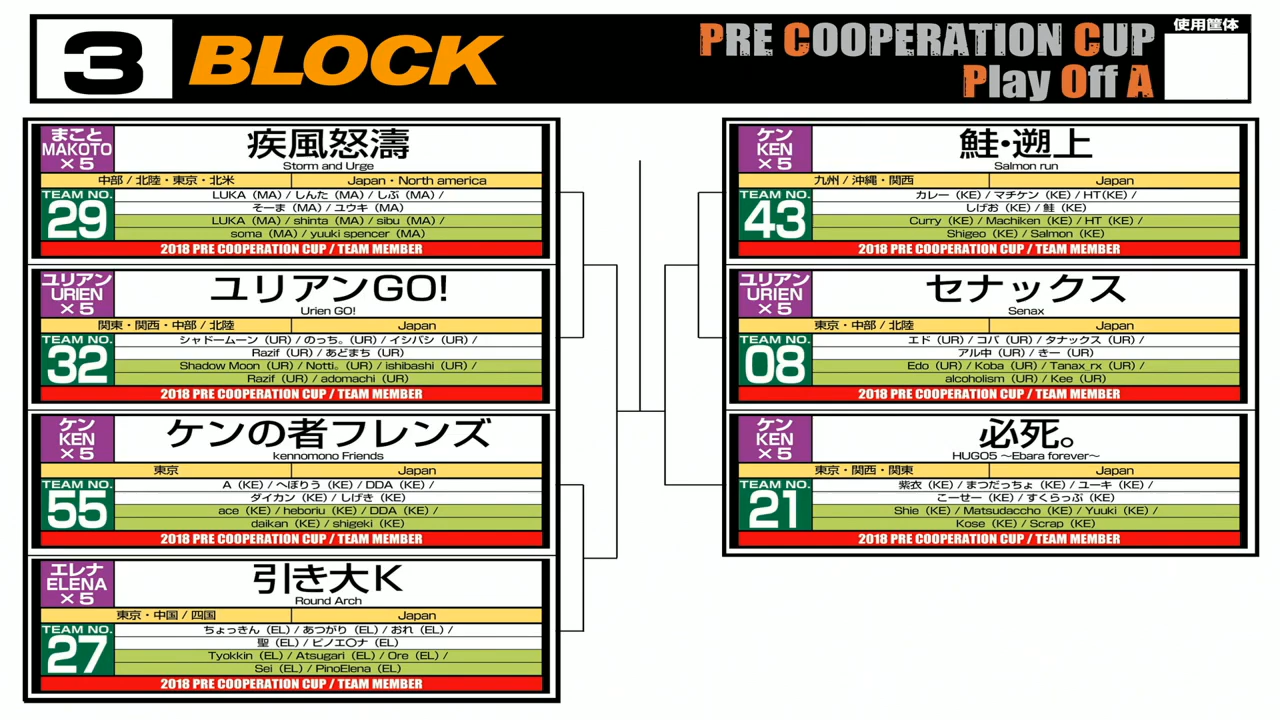 3 BLOCK
PRE COOPERATION CUP
Play Off A
使用筐体
まこと
MAKOTO
×5
疾風怒濤
Storm and Urge
中部 / 北陸・東京・北米
Japan・North america
TEAM NO.
29
LUKA (MA) / しんた (MA) / しぶ (MA) /
そーま (MA) / ユウキ (MA)
LUKA (MA) / shinta (MA) / sibu (MA) /
soma (MA) / yuuki spencer (MA)
2018 PRE COOPERATION CUP / TEAM MEMBER
ユリアン
URIEN
×5
ユリアンGO!
Urien GO!
関東・関西・中部 / 北陸
Japan
TEAM NO.
32
シャドームーン (UR) / のっち。(UR) / イシバシ (UR) /
Razif (UR) / あどまち (UR)
Shadow Moon (UR) / Notti。(UR) / ishibashi (UR) /
Razif (UR) / adomachi (UR)
2018 PRE COOPERATION CUP / TEAM MEMBER
ケン
KEN
×5
ケンの者フレンズ
kennomono Friends
東京
Japan
TEAM NO.
55
A (KE) / へぼりう (KE) / DDA (KE) /
ダイカン (KE) / しげき (KE)
ace (KE) / heboriu (KE) / DDA (KE) /
daikan (KE) / shigeki (KE)
2018 PRE COOPERATION CUP / TEAM MEMBER
エレナ
ELENA
×5
引き大K
Round Arch
東京・中国 / 四国
Japan
TEAM NO.
27
ちょっきん (EL) / あつがり (EL) / おれ (EL) /
聖 (EL) / ピノエ〇ナ (EL)
Tyokkin (EL) / Atsugari (EL) / Ore (EL) /
Sei (EL) / PinoElena (EL)
2018 PRE COOPERATION CUP / TEAM MEMBER
ケン
KEN
×5
鮭・遡上
Salmon run
九州 / 沖縄・関西
Japan
TEAM NO.
43
カレー (KE) / マチケン (KE) / HT(KE) /
しげお (KE) / 鮭 (KE)
Curry (KE) / Machiken (KE) / HT (KE) /
Shigeo (KE) / Salmon (KE)
2018 PRE COOPERATION CUP / TEAM MEMBER
ユリアン
URIEN
×5
セナックス
Senax
東京・中部 / 北陸
Japan
TEAM NO.
08
エド (UR) / コバ (UR) / タナックス (UR) /
アル中 (UR) / きー (UR)
Edo (UR) / Koba (UR) / Tanax_rx (UR) /
alcoholism (UR) / Kee (UR)
2018 PRE COOPERATION CUP / TEAM MEMBER
ケン
KEN
×5
必死。
HUGO5 ～Ebara forever～
東京・関西・関東
Japan
TEAM NO.
21
紫衣 (KE) / まつだっちょ (KE) / ユーキ (KE) /
こーせー (KE) / すくらっぷ (KE)
Shie (KE) / Matsudaccho (KE) / Yuuki (KE) /
Kose (KE) / Scrap (KE)
2018 PRE COOPERATION CUP / TEAM MEMBER